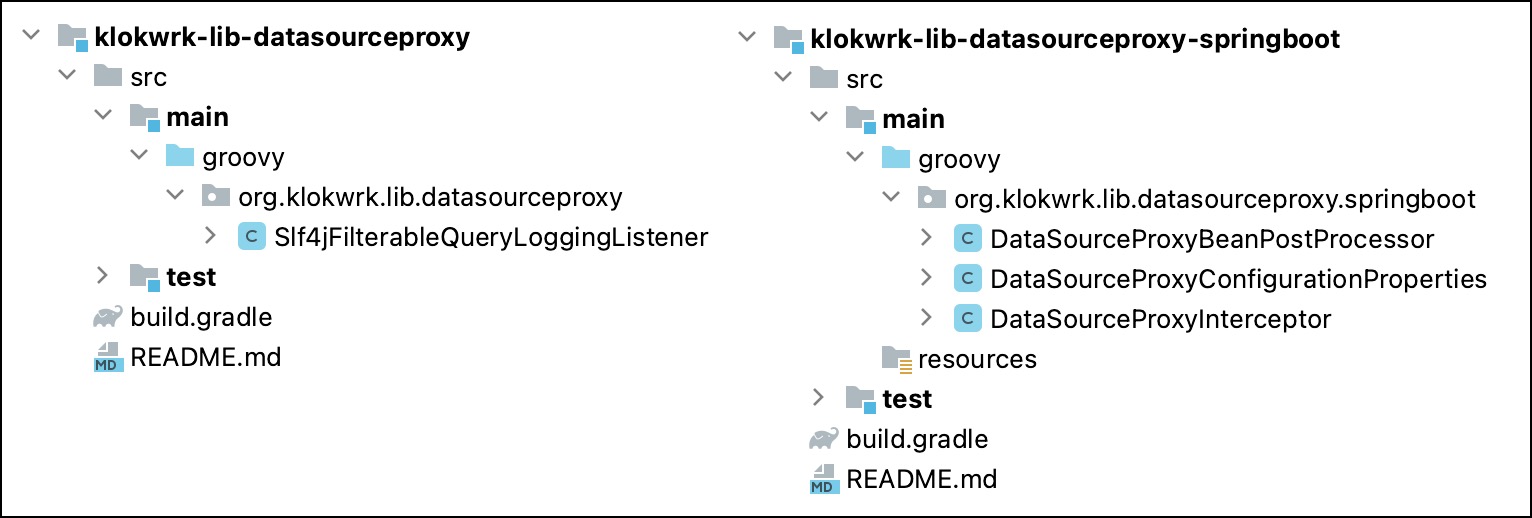 klokwrk-lib-datasourceproxy
src
main
groovy
org.klokwrk.lib.datasourceproxy
C Slf4jFilterableQueryLoggingListener
test
build.gradle
MD README.md
klokwrk-lib-datasourceproxy-springboot
src
main
groovy
org.klokwrk.lib.datasourceproxy.springboot
C DataSourceProxyBeanPostProcessor
C DataSourceProxyConfigurationProperties
C DataSourceProxyInterceptor
resources
test
build.gradle
MD README.md